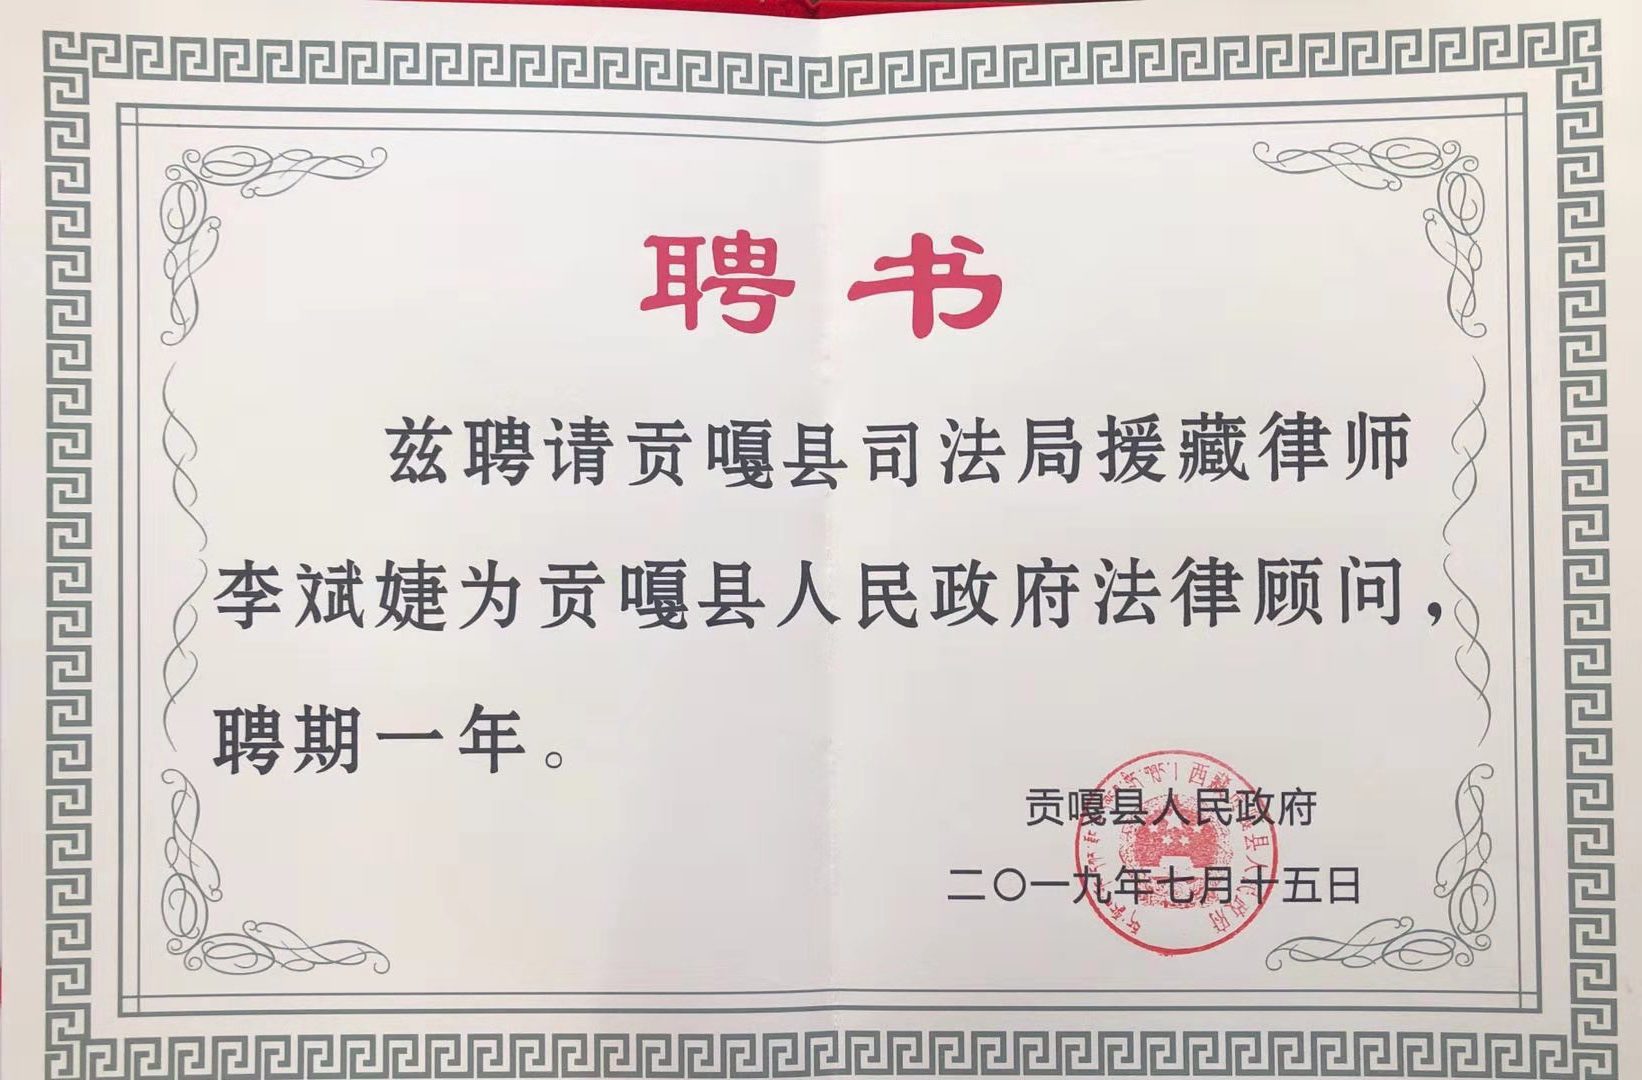 聘书
兹聘请贡嘎县司法局援藏律师
李斌婕为贡嘎县人民政府法律顾问，
聘期一年。
贡嘎县人民政府
二〇一九年七月十五日